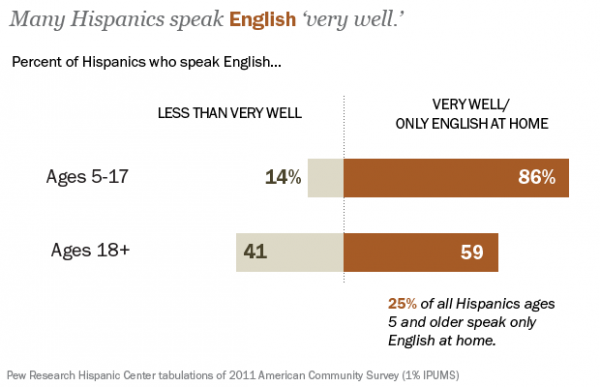 Many Hispanics speak English ‘very well.’
Percent of Hispanics who speak English...
LESS THAN VERY WELL
VERY WELL/
ONLY ENGLISH AT HOME
Ages 5-17
14%
86%
Ages 18+
41
59
25% of all Hispanics ages
5 and older speak only
English at home.
Pew Research Hispanic Center tabulations of 2011 American Community Survey (1% IPUMS)